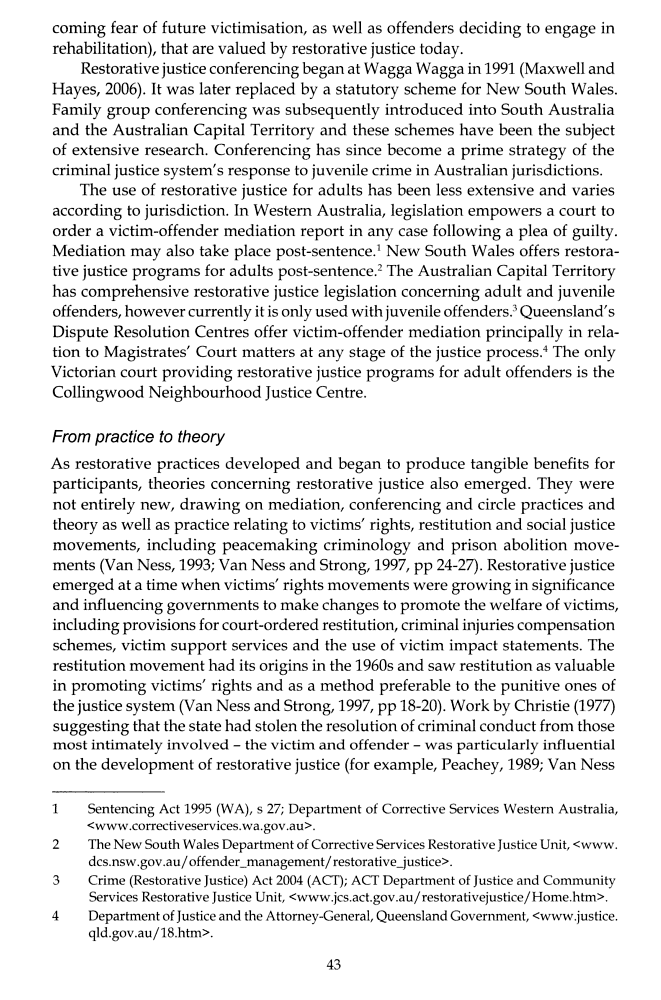 coming fear of future victimisation, as well as offenders deciding to engage in
rehabilitation), that are valued by restorative justice today.
Restorative justice conferencing began at Wagga Wagga in 1991 (Maxwell and
Hayes, 2006). It was later replaced by a statutory scheme for New South Wales.
Family group conferencing was subsequently introduced into South Australia
and the Australian Capital Territory and these schemes have been the subject
of extensive research. Conferencing has since become a prime strategy of the
criminal justice system's response to juvenile crime in Australian jurisdictions.
The use of restorative justice for adults has been less extensive and varies
according to jurisdiction. In Western Australia, legislation empowers a court to
order a victim-offender mediation report in any case following a plea of guilty.
Mediation may also take place post-sentence.¹ New South Wales offers restora-
tive justice programs for adults post-sentence.² The Australian Capital Territory
has comprehensive restorative justice legislation concerning adult and juvenile
offenders, however currently it is only used with juvenile offenders.³ Queensland's
Dispute Resolution Centres offer victim-offender mediation principally in rela-
tion to Magistrates' Court matters at any stage of the justice process.⁴ The only
Victorian court providing restorative justice programs for adult offenders is the
Collingwood Neighbourhood Justice Centre.
From practice to theory
As restorative practices developed and began to produce tangible benefits for
participants, theories concerning restorative justice also emerged. They were
not entirely new, drawing on mediation, conferencing and circle practices and
theory as well as practice relating to victims' rights, restitution and social justice
movements, including peacemaking criminology and prison abolition move-
ments (Van Ness, 1993; Van Ness and Strong, 1997, pp 24-27). Restorative justice
emerged at a time when victims' rights movements were growing in significance
and influencing governments to make changes to promote the welfare of victims,
including provisions for court-ordered restitution, criminal injuries compensation
schemes, victim support services and the use of victim impact statements. The
restitution movement had its origins in the 1960s and saw restitution as valuable
in promoting victims' rights and as a method preferable to the punitive ones of
the justice system (Van Ness and Strong, 1997, pp 18-20). Work by Christie (1977)
suggesting that the state had stolen the resolution of criminal conduct from those
most intimately involved – the victim and offender – was particularly influential
on the development of restorative justice (for example, Peachey, 1989; Van Ness
1 Sentencing Act 1995 (WA), s 27; Department of Corrective Services Western Australia,
<www.correctiveservices.wa.gov.au>.
2 The New South Wales Department of Corrective Services Restorative Justice Unit, <www.
dcs.nsw.gov.au/offender_management/restorative_justice>.
3 Crime (Restorative Justice) Act 2004 (ACT); ACT Department of Justice and Community
Services Restorative Justice Unit, <www.jcs.act.gov.au/restorativejustice/Home.htm>.
4 Department of Justice and the Attorney-General, Queensland Government, <www.justice.
qld.gov.au/18.htm>.
43